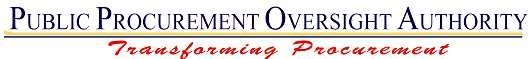 PUBLIC PROCUREMENT OVERSIGHT AUTHORITY
Transforming Procurement